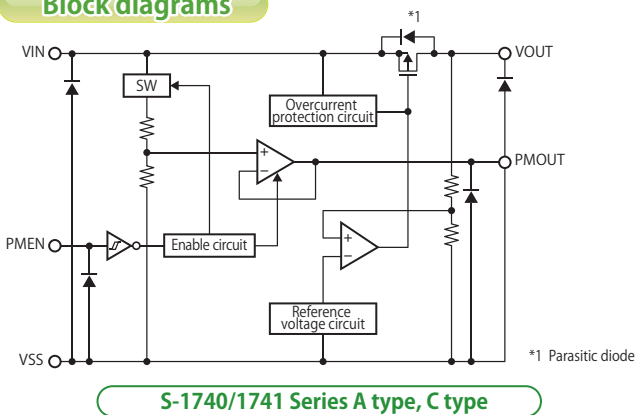 Block diagrams
*1
VIN
VOUT
SW
Overcurrent
protection circuit
+
−
PMOUT
PMEN
Enable circuit
+
−
Reference
voltage circuit
VSS
*1 Parasitic diode
S-1740/1741 Series A type, C type